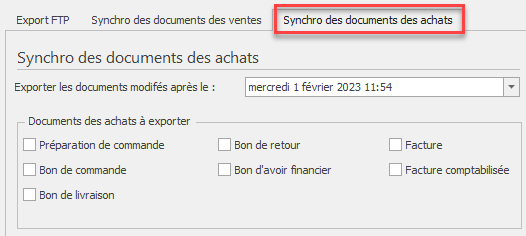 Export FTP Synchro des documents des ventes Synchro des documents des achats
Synchro des documents des achats
Exporter les documents modifiés après le : mercredi 1 février 2023 11:54
Documents des achats à exporter
Préparation de commande Bon de retour Facture
Bon de commande Bon d'avoir financier Facture comptabilisée
Bon de livraison